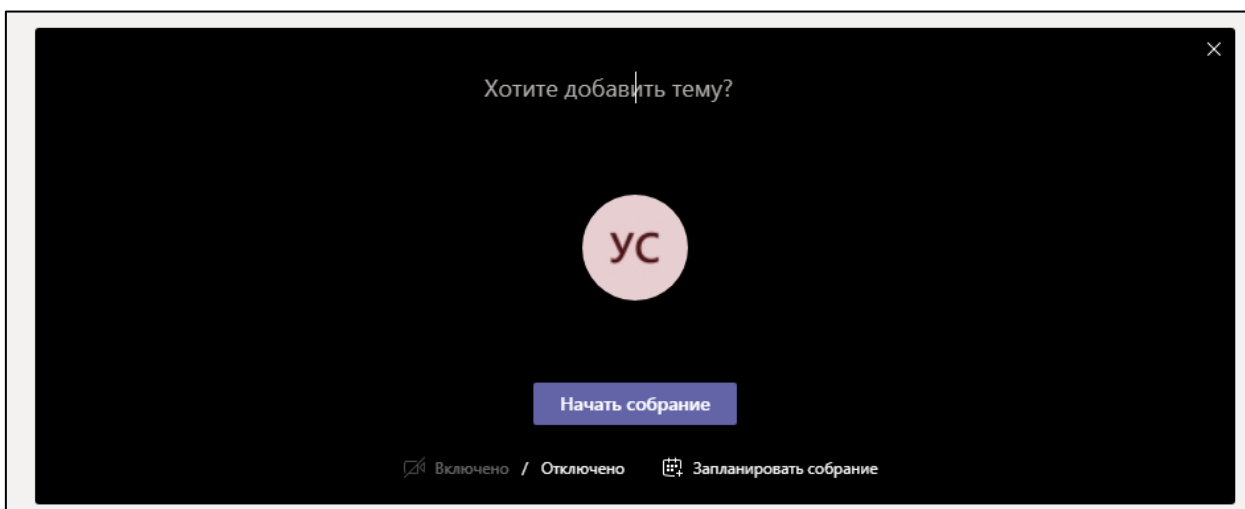 Хотите добавить тему?
УС
Начать собрание
Включено / Отключено Запланировать собрание